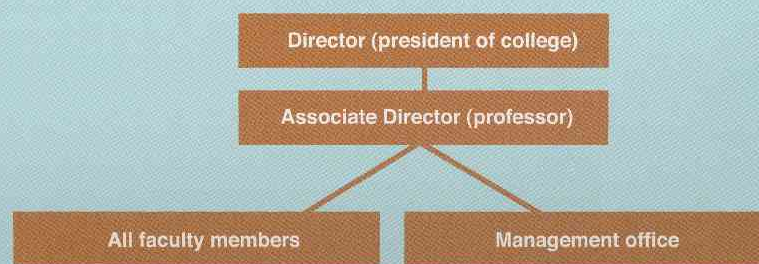 Director (president of college)
Associate Director (professor)
All faculty members
Management office